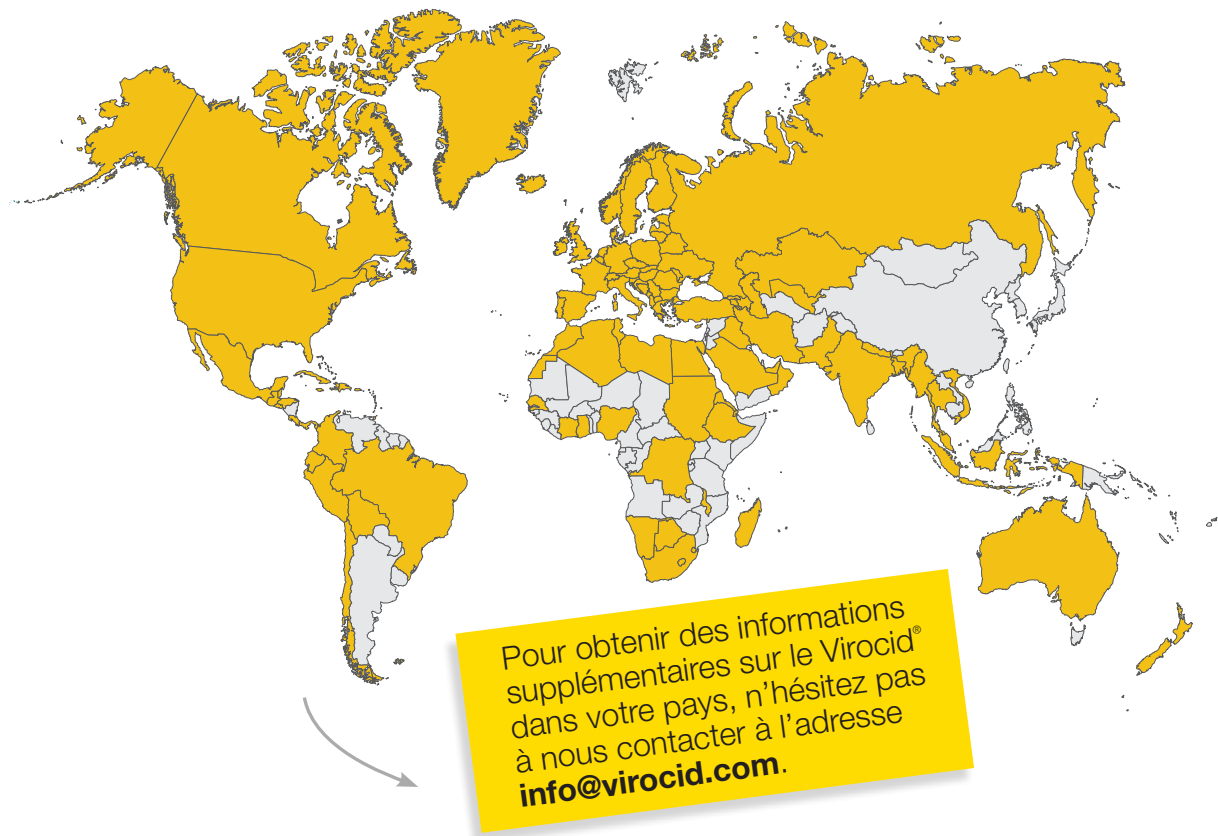 Pour obtenir des informations
supplémentaires sur le Virocid®
dans votre pays, n’hésitez pas
à nous contacter à l’adresse
info@virocid.com.